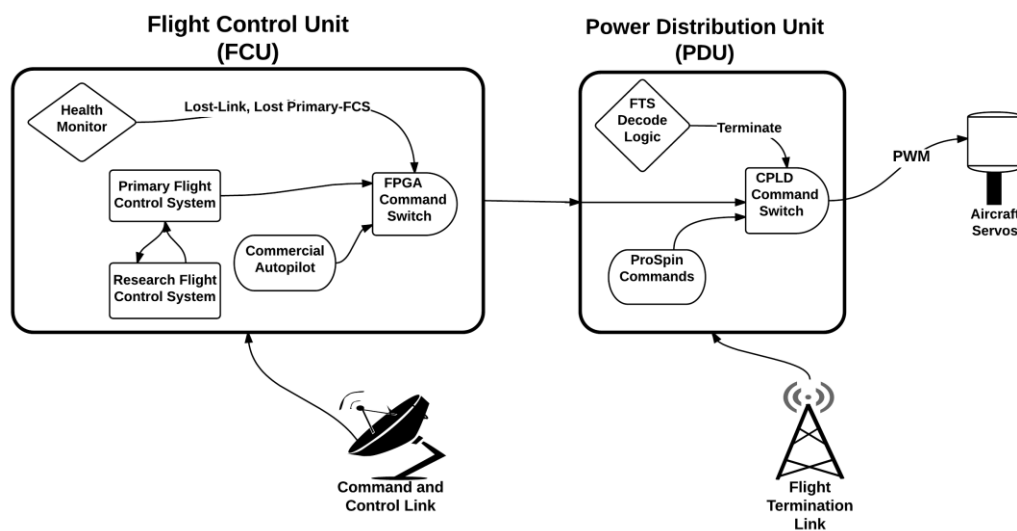 Flight Control Unit
(FCU)
Power Distribution Unit
(PDU)
Health
Monitor
Lost-Link, Lost Primary-FCS
FTS
Decode
Logic
Terminate
Primary Flight
Control System
FPGA
Command
Switch
CPLD
Command
Switch
PWM
Aircraft
Servos
Commercial
Autopilot
ProSpin
Commands
Research Flight
Control System
Command and
Control Link
Flight
Termination
Link